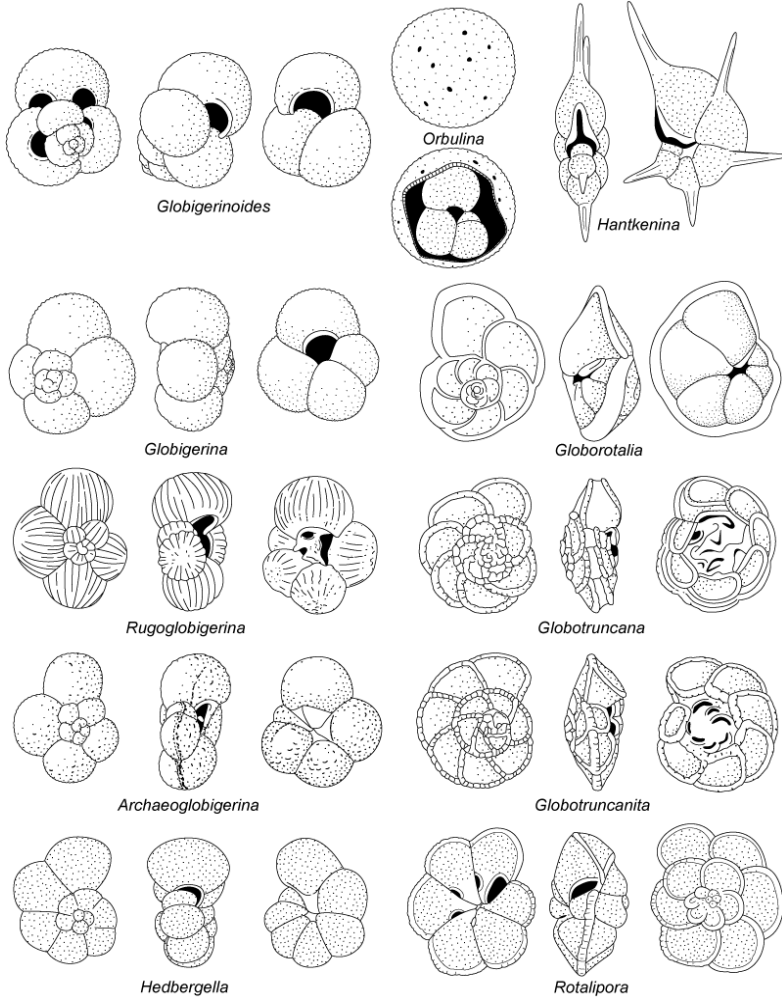 Orbulina
Globigerinoides
Hantkenina
Globigerina
Globorotalia
Rugoglobigerina
Globotruncana
Archaeoglobigerina
Globotruncanita
Hedbergella
Rotalipora